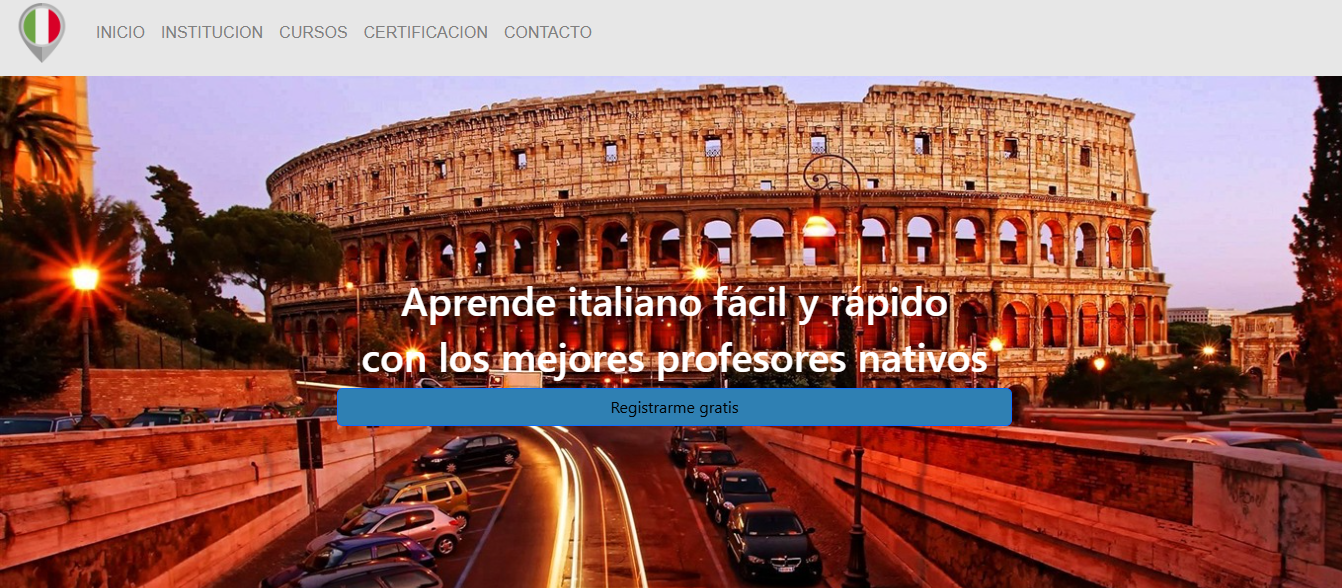 INICIO INSTITUCION CURSOS CERTIFICACION CONTACTO
Aprende italiano fácil y rápido
con los mejores profesores nativos
Registrarme gratis